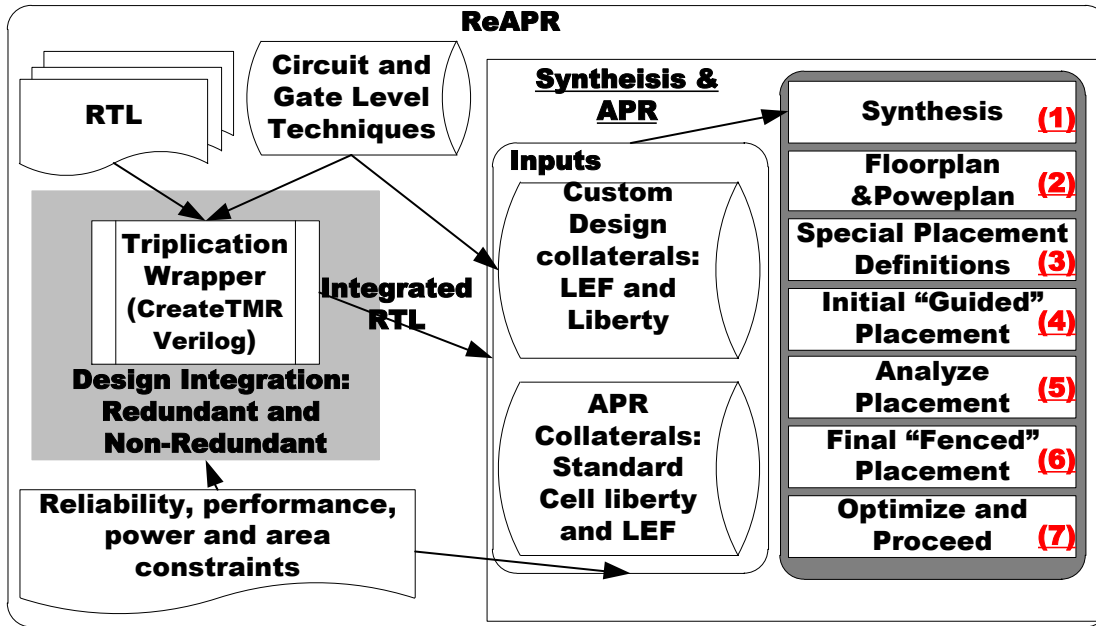 ReAPR
RTL
Circuit and
Gate Level
Techniques
Triplication
Wrapper
(CreateTMR
Verilog)
Design Integration:
Redundant and
Non-Redundant
Integrated
RTL
Reliability, performance,
power and area
constraints
Syntheisis &
APR
Inputs
Custom
Design
collaterals:
LEF and
Liberty
APR
Collaterals:
Standard
Cell liberty
and LEF
Synthesis (1)
Floorplan
&Poweplan (2)
Special Placement
Definitions (3)
Initial “Guided”
Placement (4)
Analyze
Placement (5)
Final “Fenced”
Placement (6)
Optimize and
Proceed (7)